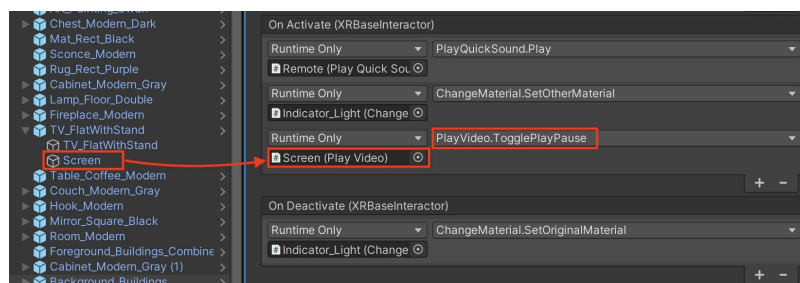 Chest_Modern_Dark
Mat_Rect_Black
Sconce_Modern
Rug_Rect_Purple
Cabinet_Modern_Gray
Lamp_Floor_Double
Fireplace_Modern
TV_FlatWithStand
TV_FlatWithStand
Screen
Table_Coffee_Modern
Couch_Modern_Gray
Hook_Modern
Mirror_Square_Black
Room_Modern
Foreground_Buildings_Combine
Cabinet_Modern_Gray (1)
Background_Buildings
On Activate (XRBaseInteractor)
Runtime Only PlayQuickSound.Play
Remote (Play Quick Sou
Runtime Only ChangeMaterial.SetOtherMaterial
Indicator_Light (Change
Runtime Only PlayVideo.TogglePlayPause
Screen (Play Video)
+ -
On Deactivate (XRBaseInteractor)
Runtime Only ChangeMaterial.SetOriginalMaterial
Indicator_Light (Change
+ -